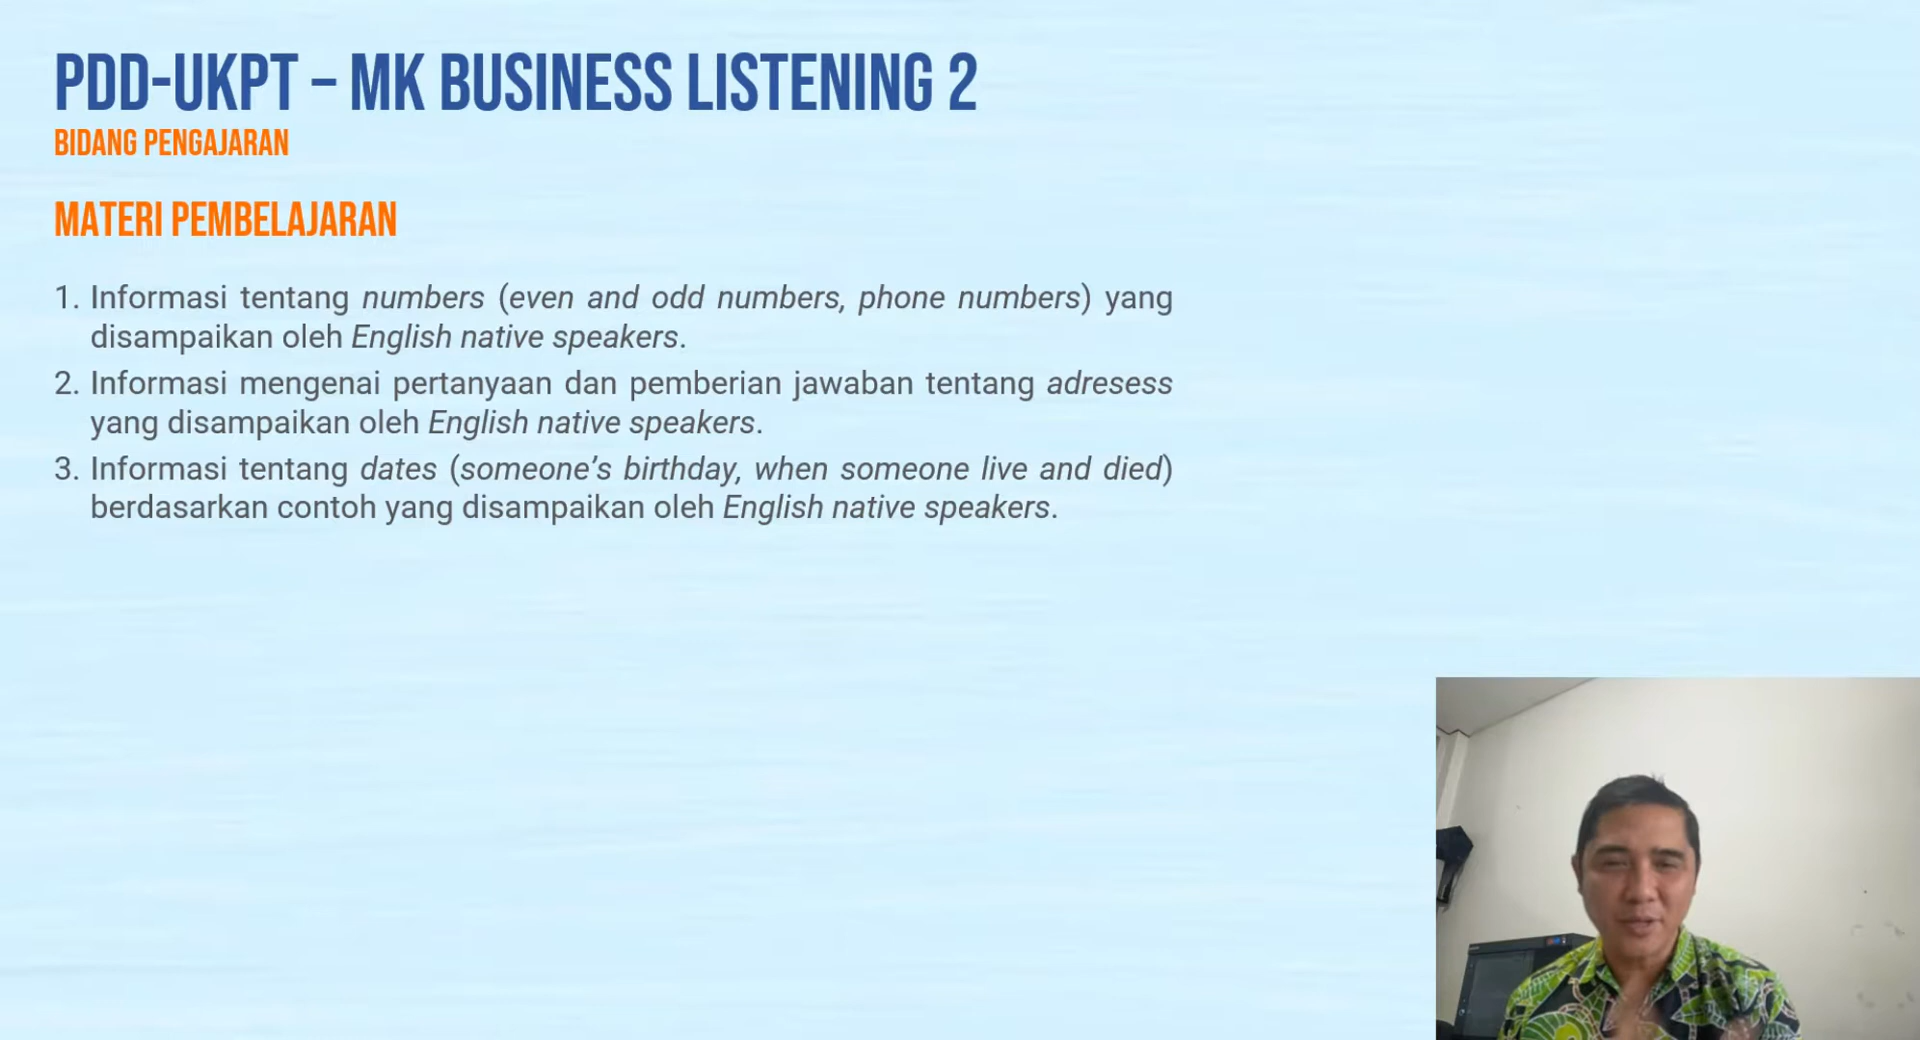 PDD-UKPT – MK BUSINESS LISTENING 2
BIDANG PENGAJARAN
MATERI PEMBELAJARAN
1. Informasi tentang numbers (even and odd numbers, phone numbers) yang
disampaikan oleh English native speakers.
2. Informasi mengenai pertanyaan dan pemberian jawaban tentang adresess
yang disampaikan oleh English native speakers.
3. Informasi tentang dates (someone’s birthday, when someone live and died)
berdasarkan contoh yang disampaikan oleh English native speakers.